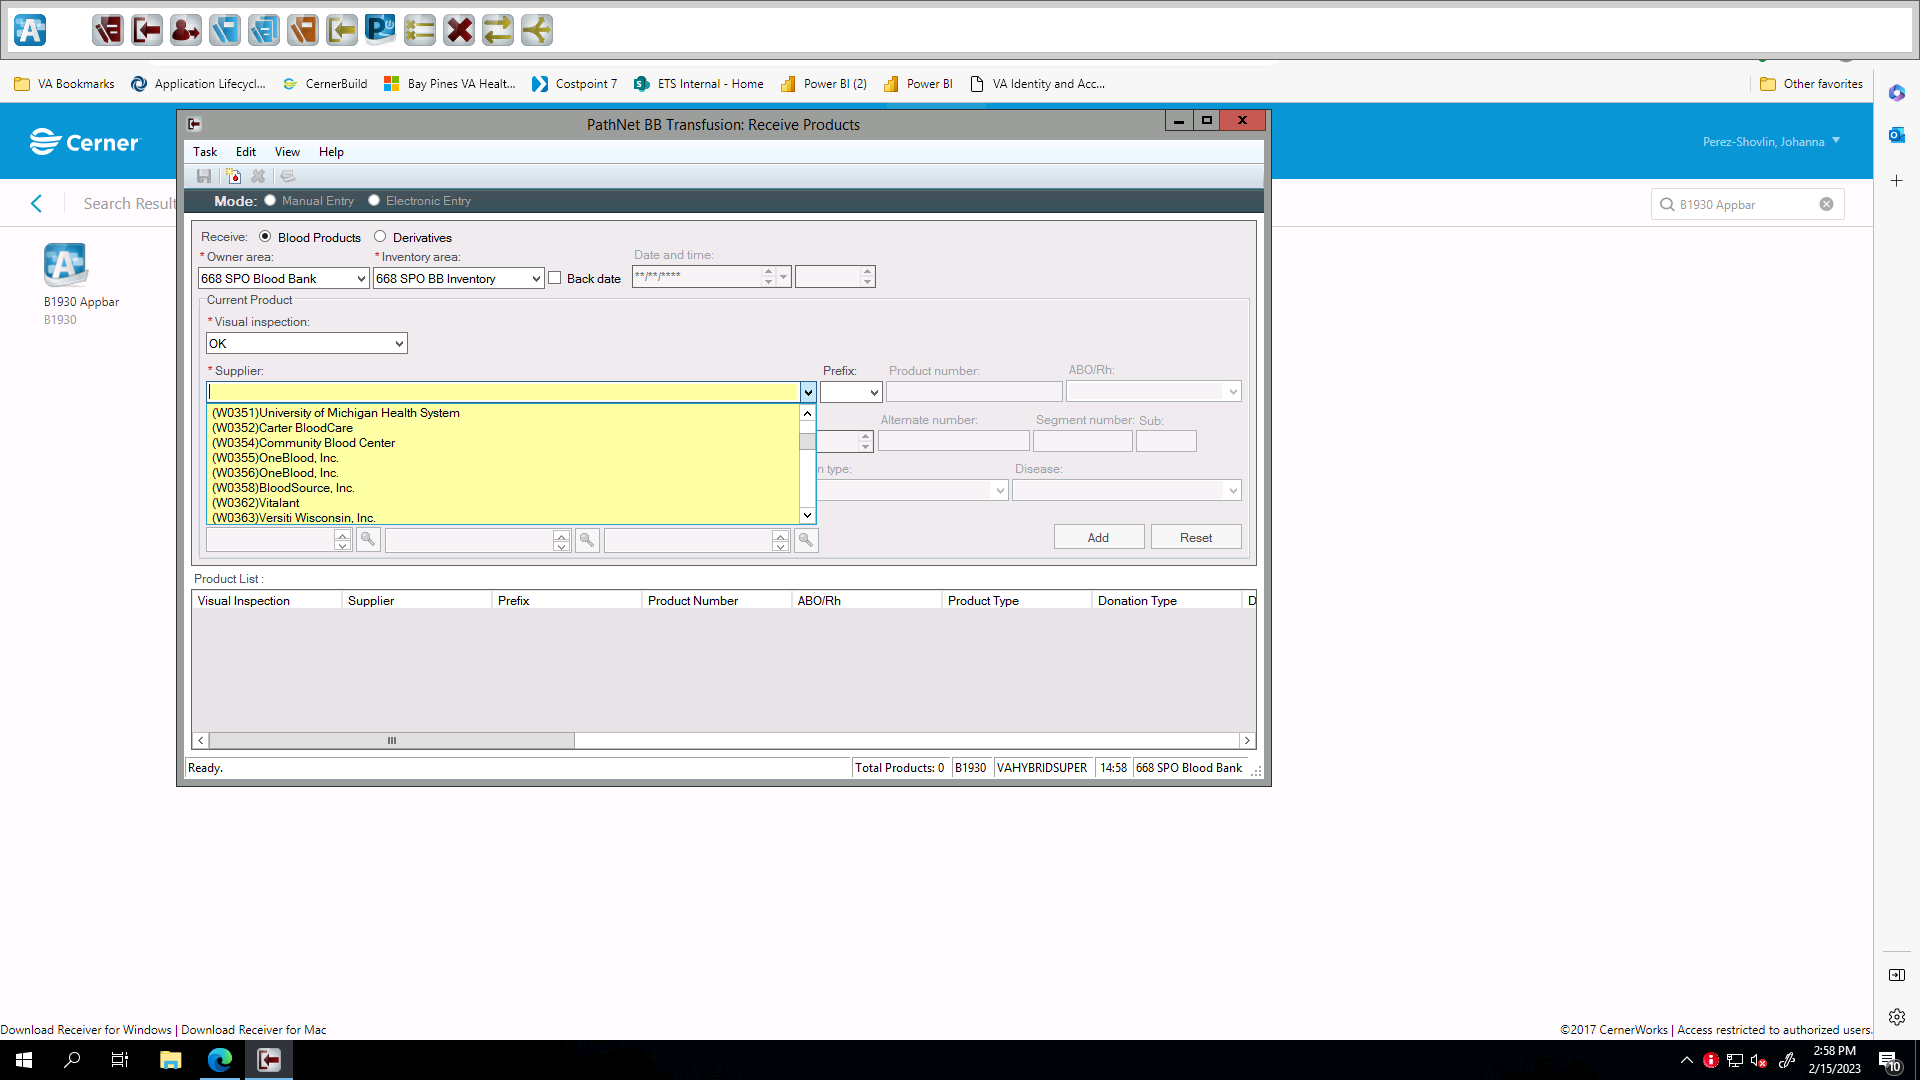 VA Bookmarks
Application Lifecycl...
CernerBuild
Bay Pines VA Healt...
Costpoint 7
ETS Internal - Home
Power BI (2)
Power BI
VA Identity and Acc...
Other favorites
Cerner
Perez-Shovlin, Johanna
Search Result
B1930 Appbar
B1930 Appbar
B1930
PathNet BB Transfusion: Receive Products
Task Edit View Help
Mode: Manual Entry Electronic Entry
Receive: Blood Products Derivatives
*Owner area: *Inventory area: Date and time:
668 SPO Blood Bank 668 SPO BB Inventory Back date **/**/****
Current Product
*Visual inspection:
OK
*Supplier: Prefix: Product number: ABO/Rh:
(W0351)University of Michigan Health System
(W0352)Carter BloodCare
(W0354)Community Blood Center
(W0355)OneBlood, Inc.
(W0356)OneBlood, Inc.
(W0358)BloodSource, Inc.
(W0362)Vitalant
(W0363)Versiti Wisconsin, Inc.
Alternate number: Segment number: Sub:
n type: Disease:
Add Reset
Product List :
Visual Inspection Supplier Prefix Product Number ABO/Rh Product Type Donation Type D
Ready. Total Products: 0 B1930 VAHYBRIDSUPER 14:58 668 SPO Blood Bank
Download Receiver for Windows | Download Receiver for Mac
©2017 CernerWorks | Access restricted to authorized users.
2:58 PM
2/15/2023
10